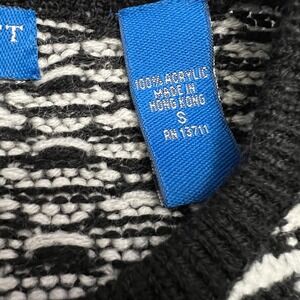 100% ACRYLIC
MADE IN
HONG KONG
S
RN 13711